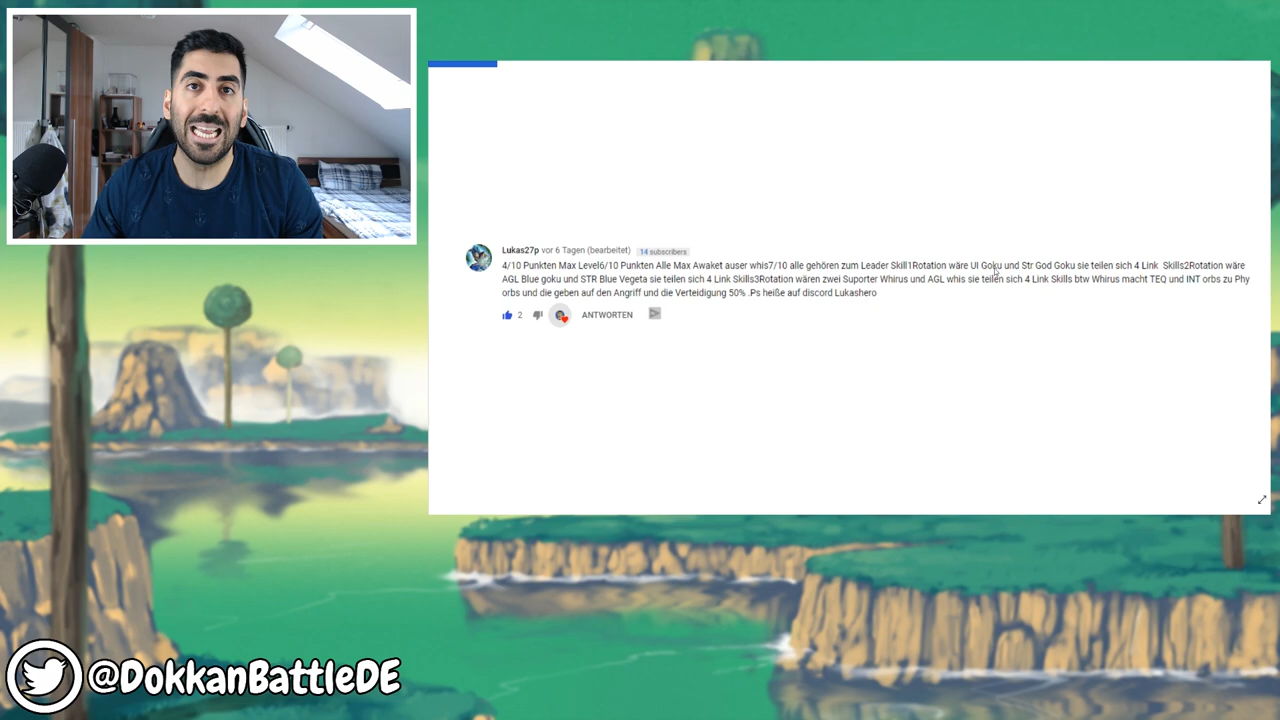 Lukas27p vor 6 Tagen (bearbeitet) 14 subscribers
4/10 Punkten Max Level6/10 Punkten Alle Max Awaket auser whis7/10 alle gehören zum Leader Skill1Rotation wäre UI Goku und Str God Goku sie teilen sich 4 Link Skills2Rotation wäre
AGL Blue goku und STR Blue Vegeta sie teilen sich 4 Link Skills3Rotation wären zwei Suporter Whirus und AGL whis sie teilen sich 4 Link Skills btw Whirus macht TEQ und INT orbs zu Phy
orbs und die geben auf den Angriff und die Verteidigung 50% .Ps heiße auf discord Lukashero
2 ANTWORTEN
@DokkanBattleDE